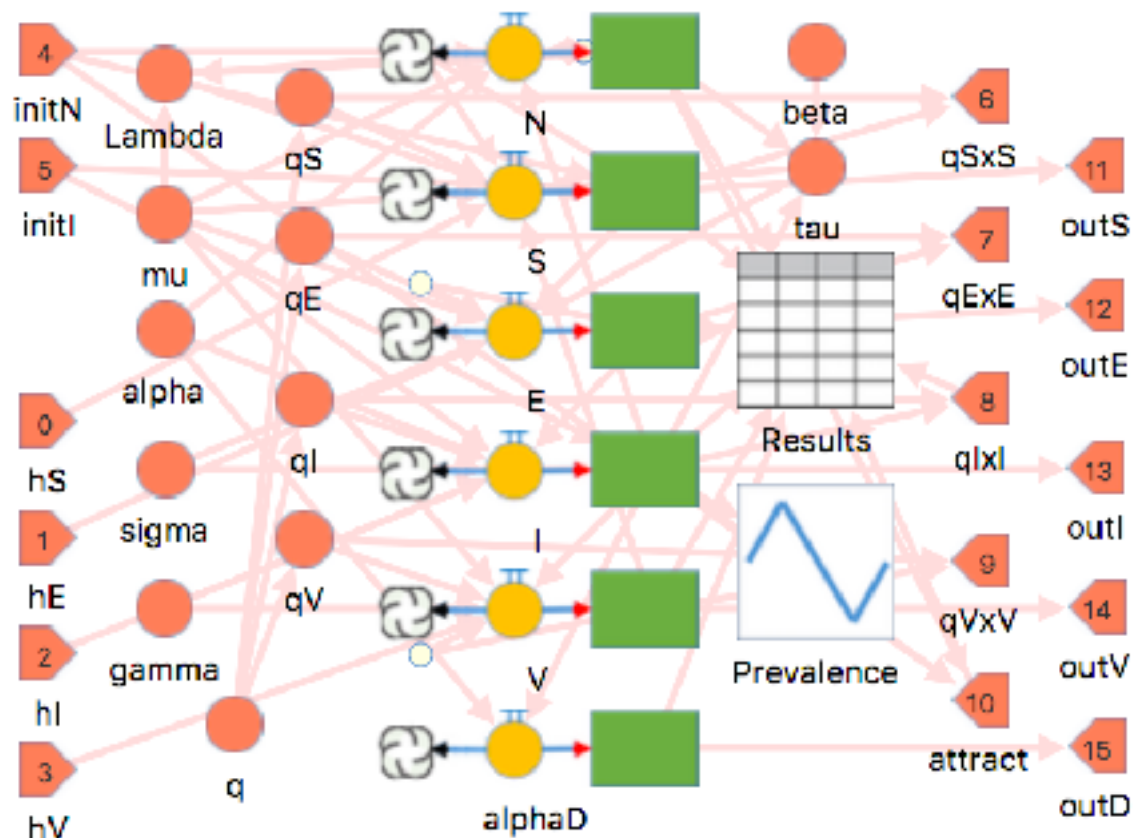 4
initN
Lambda
qS
N
beta
6
qSxS
5
initI
mu
qE
S
tau
7
qExE
11
outS
alpha
qI
E
Results
8
qIxI
12
outE
0
hS
sigma
qV
I
13
outI
1
hE
gamma
V
Prevalence
9
qVxV
14
outV
2
hI
q
alphaD
10
attract
15
outD
3
hV